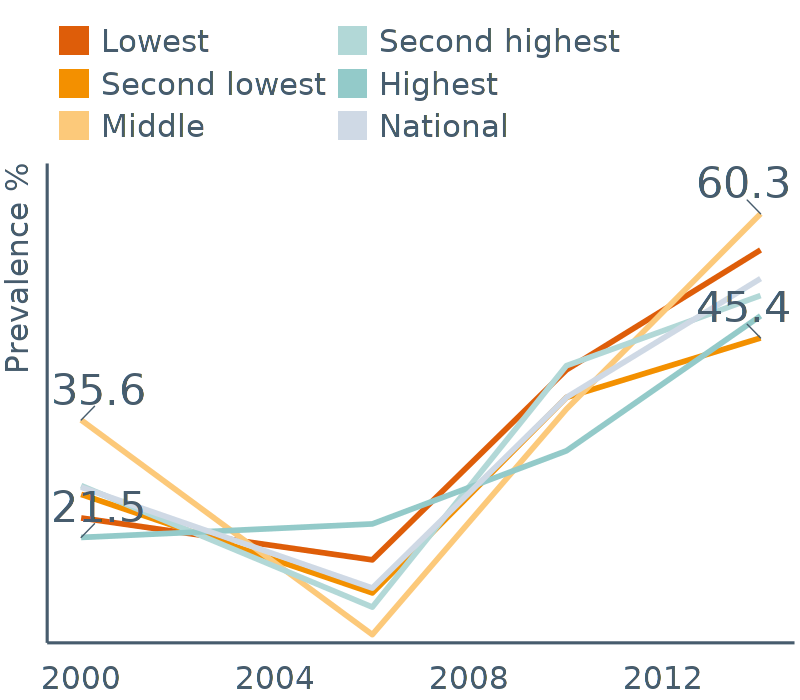 Lowest
Second lowest
Middle
Second highest
Highest
National
Prevalence %
60.3
45.4
35.6
21.5
2000 2004 2008 2012